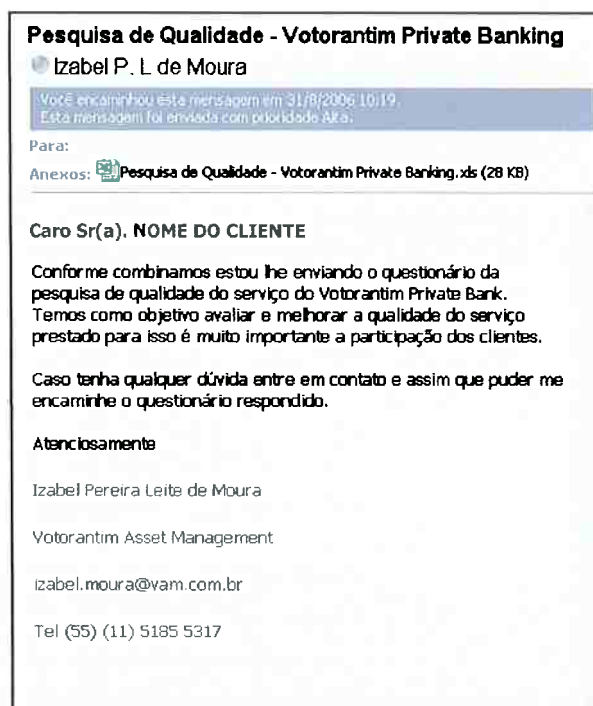 Pesquisa de Qualidade - Votorantim Private Banking
Izabel P. L de Moura
Você encaminhou esta mensagem em 31/8/2006 10:19.
Esta mensagem foi enviada com prioridade Alta.
Para:
Anexos: Pesquisa de Qualidade - Votorantim Private Banking.xls (28 KB)
Caro Sr(a). NOME DO CLIENTE
Conforme combinamos estou lhe enviando o questionário da
pesquisa de qualidade do serviço do Votorantim Private Bank.
Temos como objetivo avaliar e melhorar a qualidade do serviço
prestado para isso é muito importante a participação dos clientes.
Caso tenha qualquer dúvida entre em contato e assim que puder me
encaminhe o questionário respondido.
Atenciosamente
Izabel Pereira Leite de Moura
Votorantim Asset Management
izabel.moura@vam.com.br
Tel (55) (11) 5185 5317